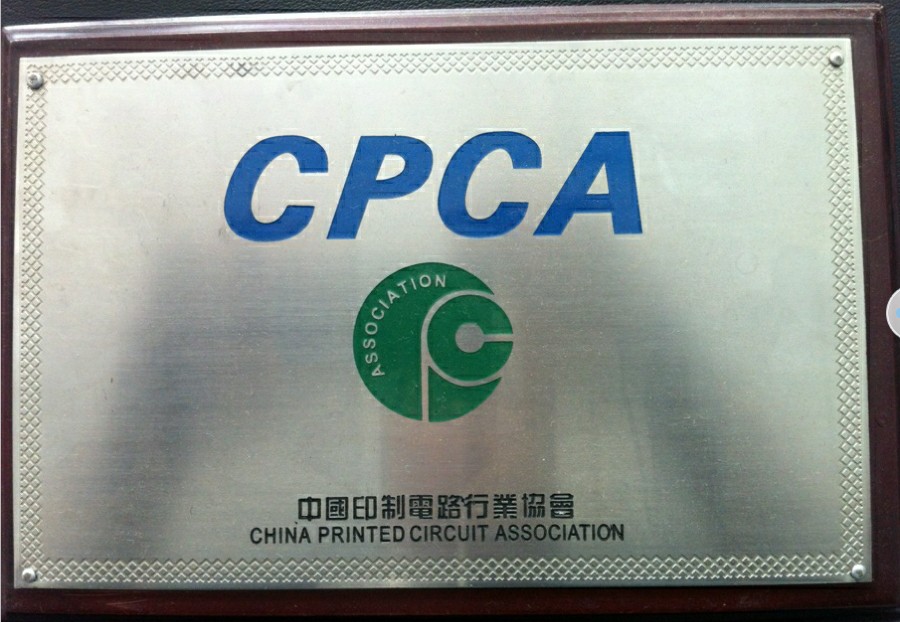 CPCA
ASSOCIATION
中國印制電路行業協會
CHINA PRINTED CIRCUIT ASSOCIATION